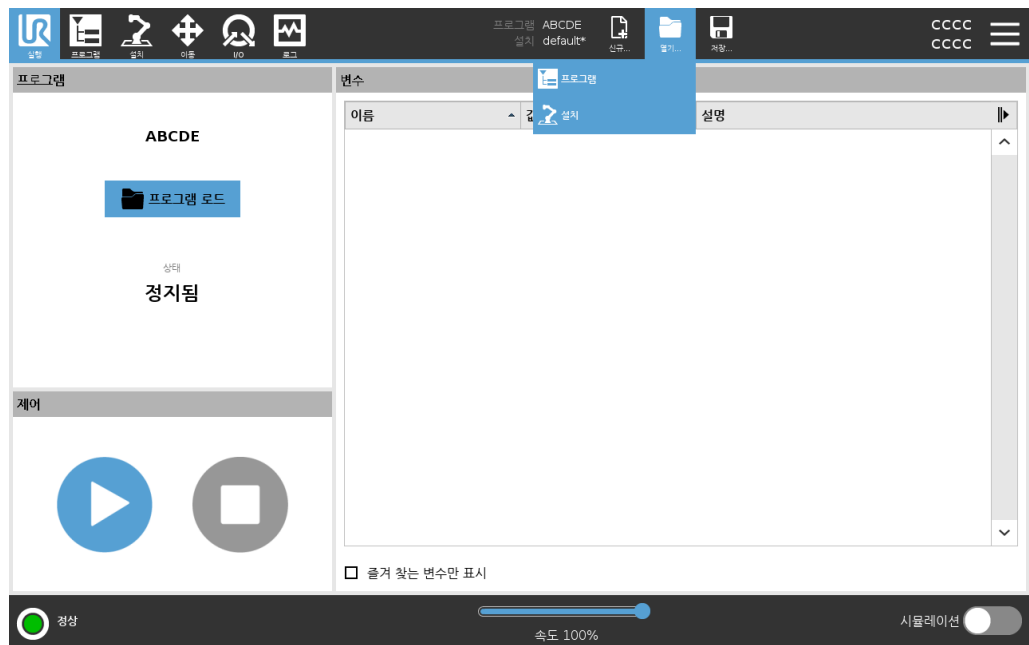 UR
프로그램 ABCDE
설치 default*
CCCC
CCCC
실행 프로그램 설치 이동 I/O 로그
신규... 열기... 저장...
프로그램
설치
프로그램
ABCDE
프로그램 로드
상태
정지됨
변수
이름 설명
즐겨 찾는 변수만 표시
제어
정상
속도 100%
시뮬레이션